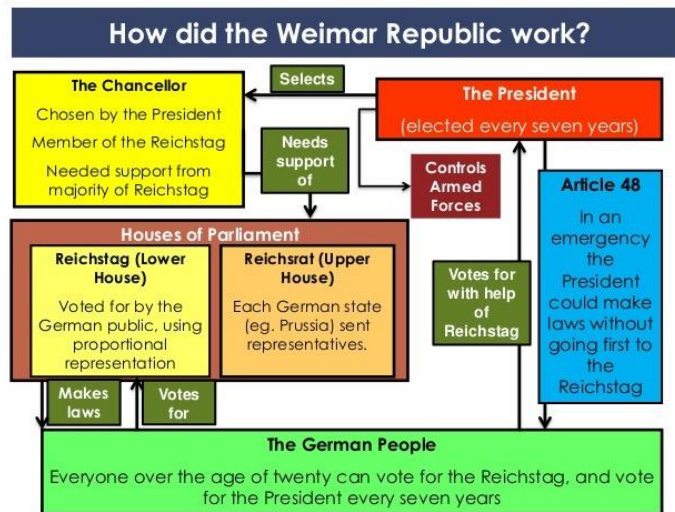 How did the Weimar Republic work?
The Chancellor
Chosen by the President
Member of the Reichstag
Needed support from
majority of Reichstag
Selects
The President
(elected every seven years)
Needs
support
of
Controls
Armed
Forces
Article 48
In an
emergency the
President
could make
laws without
going first to
the
Reichstag
Houses of Parliament
Reichstag (Lower
House)
Voted for by the
German public, using
proportional
representation
Reichsrat (Upper
House)
Each German state
(eg. Prussia) sent
representatives.
Votes for
with help
of
Reichstag
Makes
laws
Votes
for
The German People
Everyone over the age of twenty can vote for the Reichstag, and vote
for the President every seven years